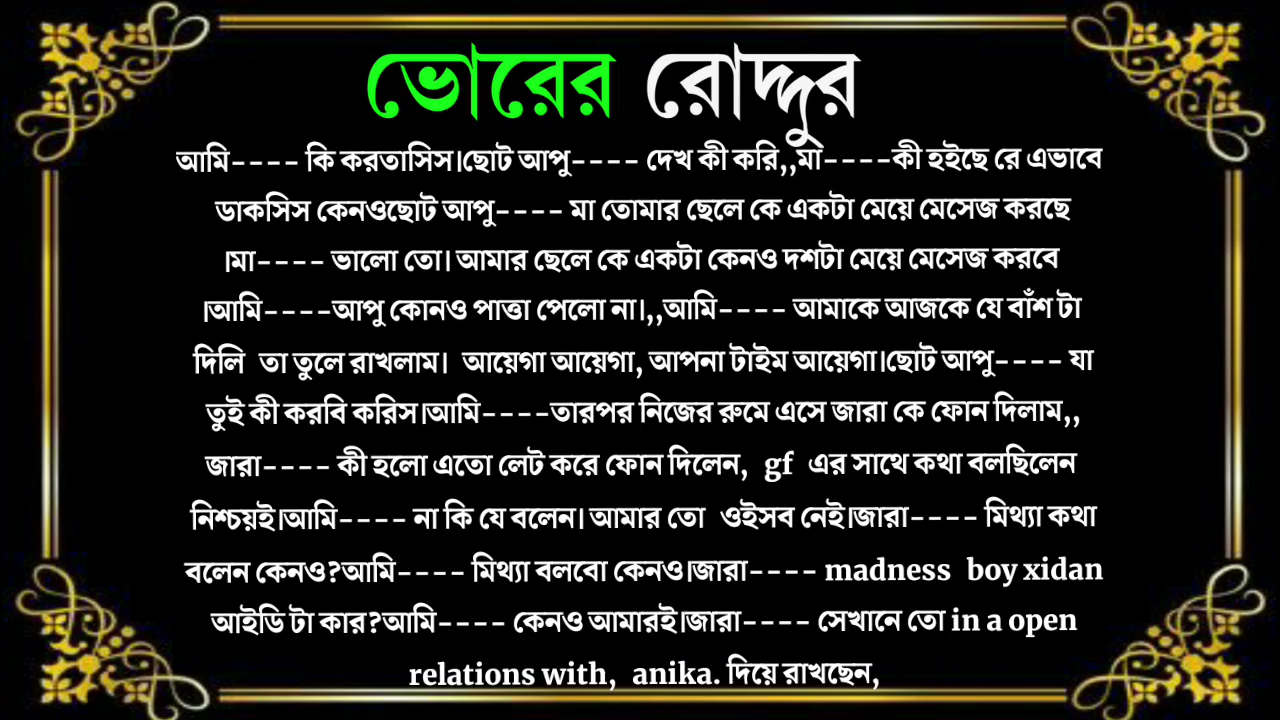 ভোরের রোদ্দুর
আমি---- কি করতাসিস।ছোট আপু---- দেখ কী করি,,মা----কী হইছে রে এভাবে
ডাকসিস কেনওছোট আপু---- মা তোমার ছেলে কে একটা মেয়ে মেসেজ করছে
।মা---- ভালো তো। আমার ছেলে কে একটা কেনও দশটা মেয়ে মেসেজ করবে
।আমি----আপু কোনও পাত্তা পেলো না।,,আমি---- আমাকে আজকে যে বাঁশ টা
দিলি তা তুলে রাখলাম। আয়েগা আয়েগা, আপনা টাইম আয়েগা।ছোট আপু---- যা
তুই কী করবি করিস।আমি----তারপর নিজের রুমে এসে জারা কে ফোন দিলাম,,
জারা---- কী হলো এতো লেট করে ফোন দিলেন, gf এর সাথে কথা বলছিলেন
নিশ্চয়ই।আমি---- না কি যে বলেন। আমার তো ওইসব নেই।জারা---- মিথ্যা কথা
বলেন কেনও?আমি---- মিথ্যা বলবো কেনও।জারা---- madness boy xidan
আইডি টা কার?আমি---- কেনও আমারই।জারা---- সেখানে তো in a open
relations with, anika. দিয়ে রাখছেন,